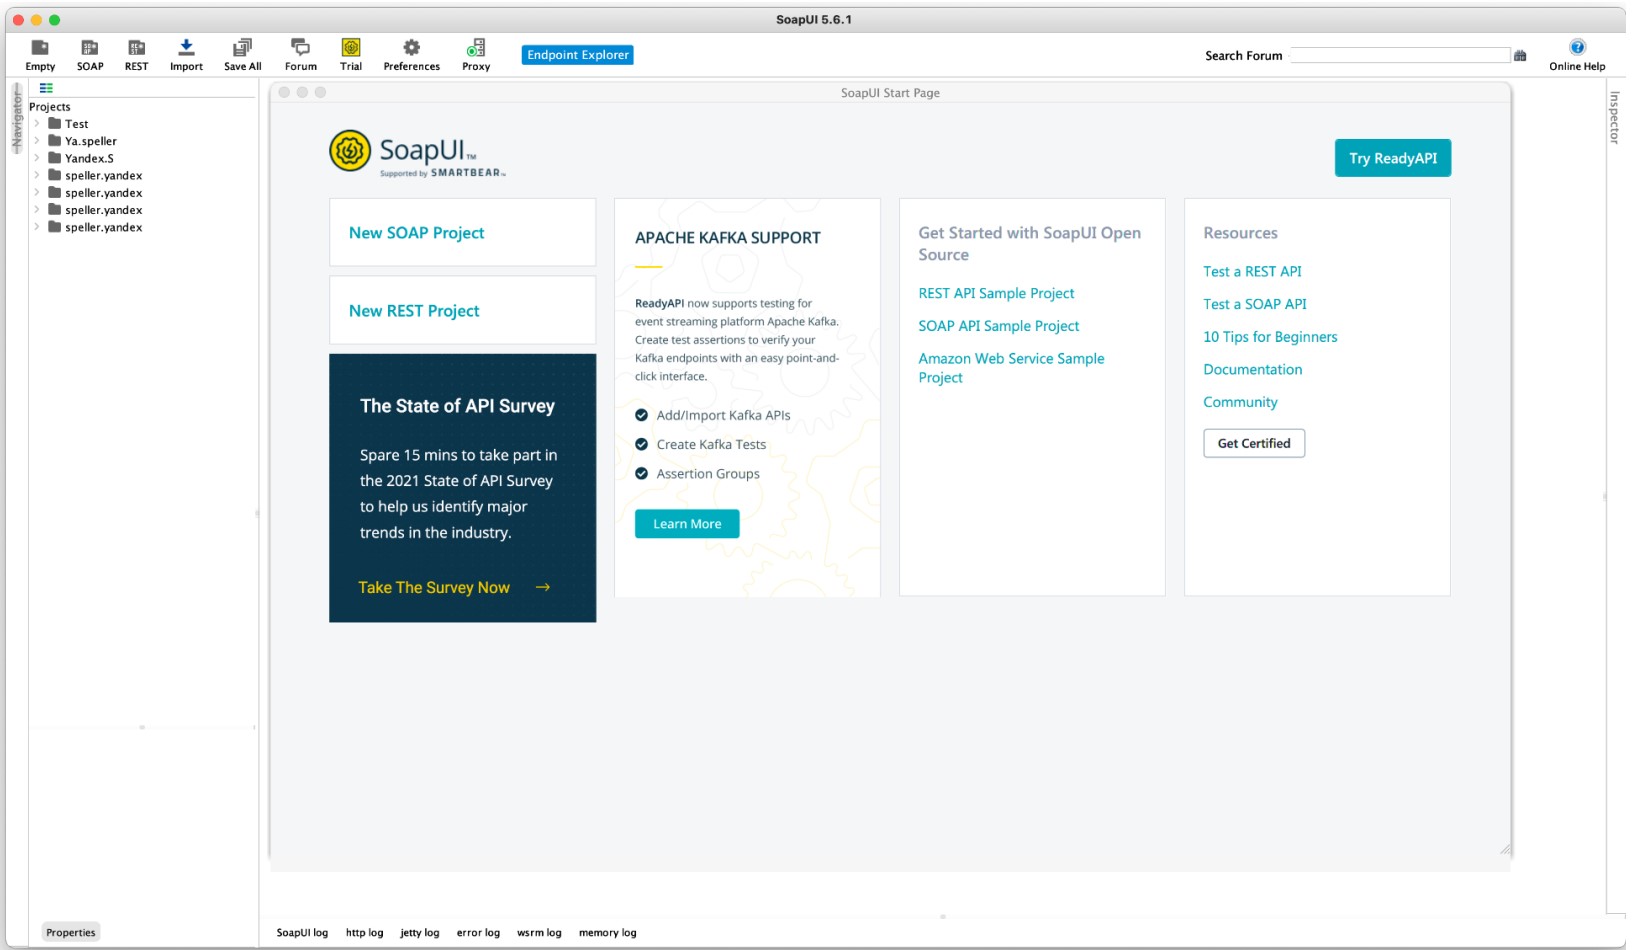 SoapUI 5.6.1
Empty
SOAP
REST
Import
Save All
Forum
Trial
Preferences
Proxy
Endpoint Explorer
Search Forum
Online Help
Navigator
Projects
Test
Ya.speller
Yandex.S
speller.yandex
speller.yandex
speller.yandex
speller.yandex
Properties
SoapUI Start Page
SoapUI™
Supported by SMARTBEAR™
Try ReadyAPI
New SOAP Project
New REST Project
The State of API Survey
Spare 15 mins to take part in
the 2021 State of API Survey
to help us identify major
trends in the industry.
Take The Survey Now →
APACHE KAFKA SUPPORT
ReadyAPI now supports testing for
event streaming platform Apache Kafka.
Create test assertions to verify your
Kafka endpoints with an easy point-and-
click interface.
Add/Import Kafka APIs
Create Kafka Tests
Assertion Groups
Learn More
Get Started with SoapUI Open
Source
REST API Sample Project
SOAP API Sample Project
Amazon Web Service Sample
Project
Resources
Test a REST API
Test a SOAP API
10 Tips for Beginners
Documentation
Community
Get Certified
Inspector
SoapUI log
http log
jetty log
error log
wsrm log
memory log